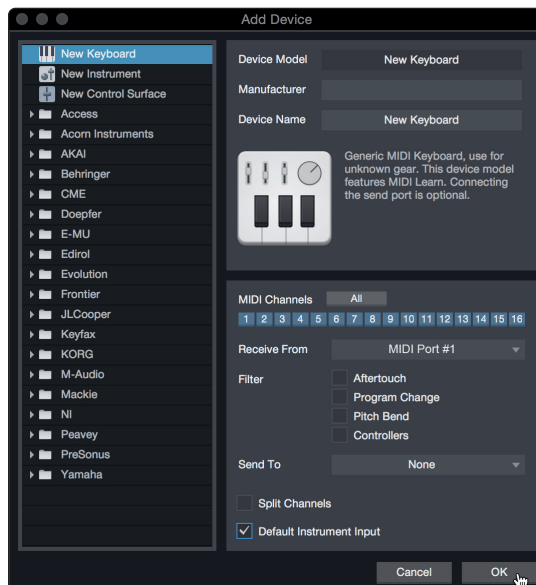 Add Device
New Keyboard
New Instrument
New Control Surface
Access
Acorn Instruments
AKAI
Behringer
CME
Doepfer
E-MU
Edirol
Evolution
Frontier
JLCooper
Keyfax
KORG
M-Audio
Mackie
NI
Peavey
PreSonus
Yamaha
Device Model New Keyboard
Manufacturer
Device Name New Keyboard
Generic MIDI Keyboard, use for
unknown gear. This device model
features MIDI Learn. Connecting
the send port is optional.
MIDI Channels All
1 2 3 4 5 6 7 8 9 10 11 12 13 14 15 16
Receive From MIDI Port #1
Filter Aftertouch
Program Change
Pitch Bend
Controllers
Send To None
Split Channels
Default Instrument Input
Cancel OK